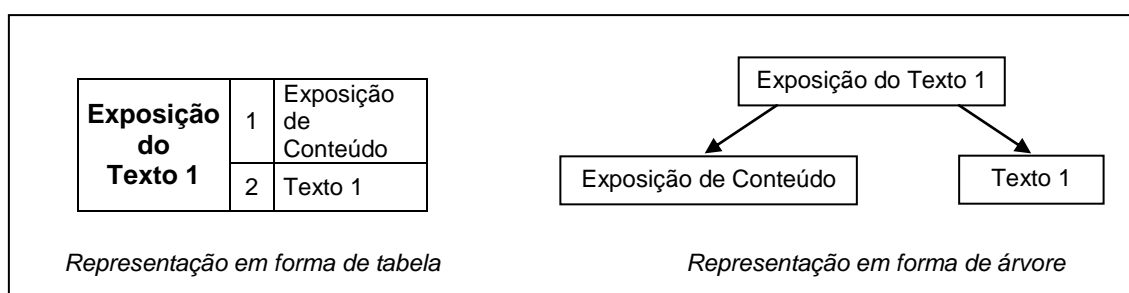 Exposição
do
Texto 1
1
Exposição
de
Conteúdo
2
Texto 1
Representação em forma de tabela
Exposição do Texto 1
Exposição de Conteúdo
Texto 1
Representação em forma de árvore